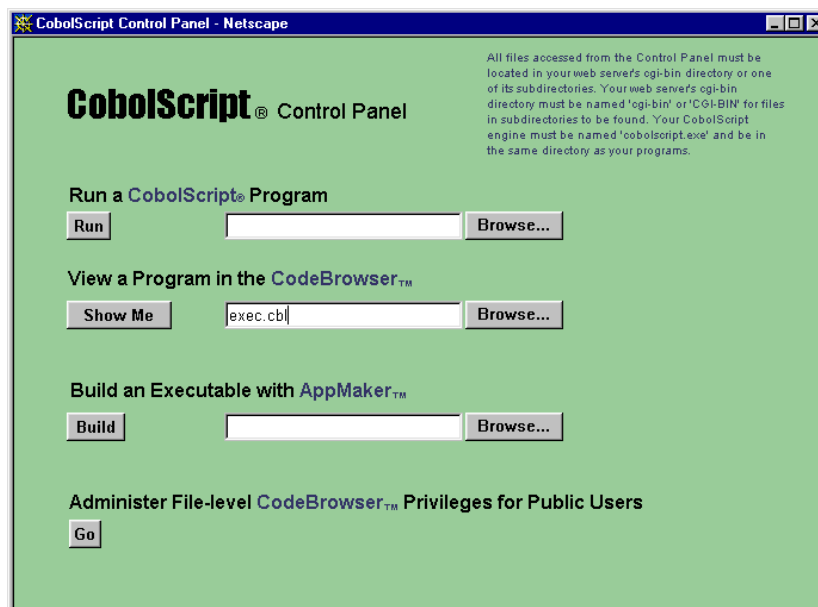 CobolScript Control Panel - Netscape
All files accessed from the Control Panel must be
located in your web server's cgi-bin directory or one
of its subdirectories. Your web server's cgi-bin
directory must be named 'cgi-bin' or 'CGI-BIN' for files
in subdirectories to be found. Your CobolScript
engine must be named 'cobolscript.exe' and be in
the same directory as your programs.
CobolScript ® Control Panel
Run a CobolScript® Program
Run
Browse...
View a Program in the CodeBrowser™
Show Me
exec.cbl
Browse...
Build an Executable with AppMaker™
Build
Browse...
Administer File-level CodeBrowser™ Privileges for Public Users
Go